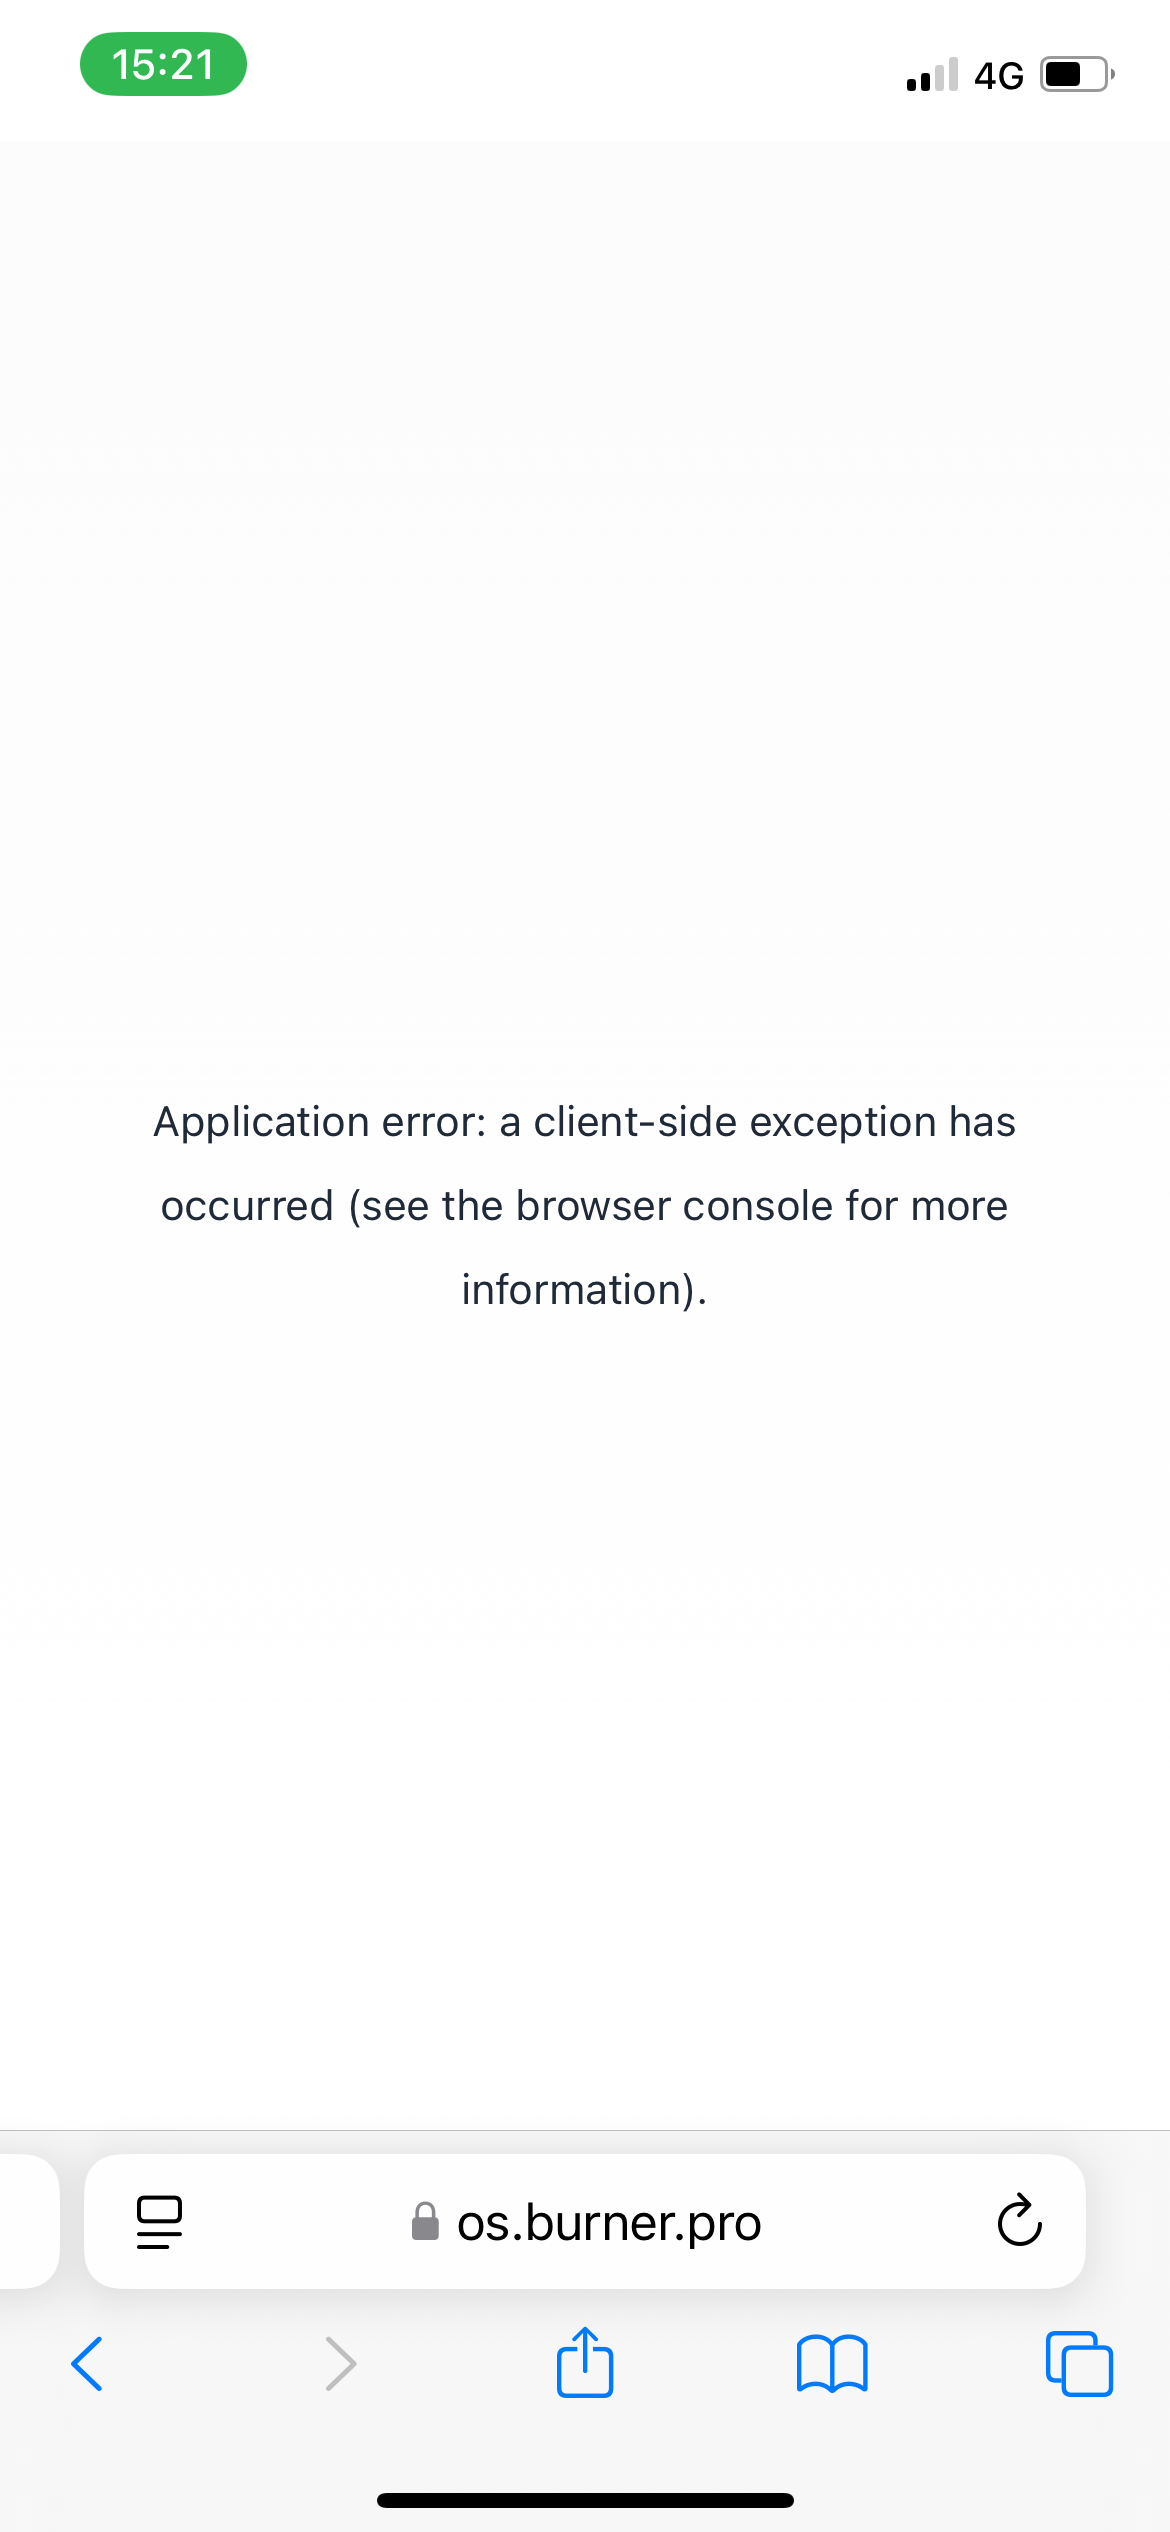 15:21
4G
Application error: a client-side exception has
occurred (see the browser console for more
information).
os.burner.pro